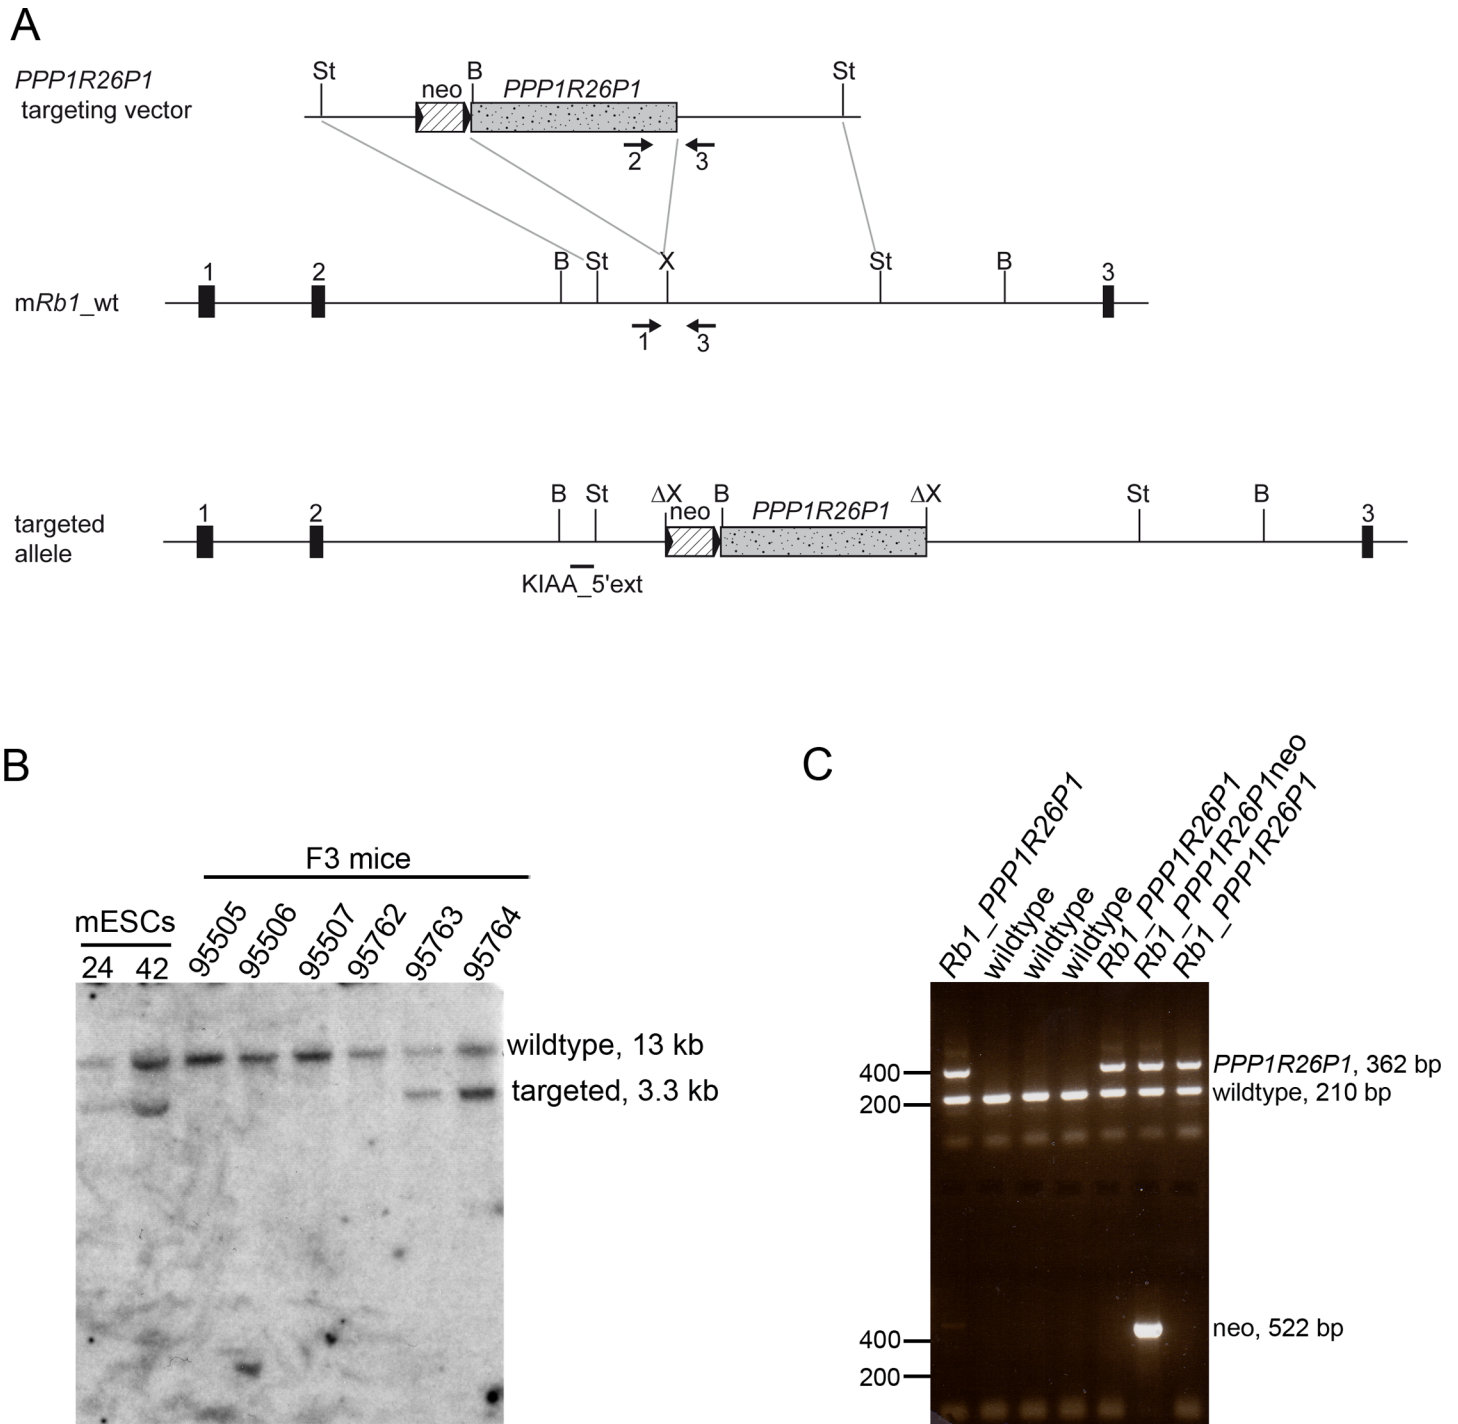 A
PPP1R26P1
targeting vector
St
neo
B
PPP1R26P1
St
2
3
mRb1_wt
1
2
B
St
X
St
B
3
1
3
targeted
allele
1
2
B
St
ΔX
neo
B
PPP1R26P1
ΔX
St
B
3
KIAA_5'ext
B
F3 mice
mESCs
24
42
95505
95506
95507
95762
95763
95764
wildtype, 13 kb
targeted, 3.3 kb
C
Rb1_PPP1R26P1
wildtype
wildtype
wildtype
Rb1_PPP1R26P1
Rb1_PPP1R26P1neo
Rb1_PPP1R26P1
400
200
PPP1R26P1, 362 bp
wildtype, 210 bp
400
200
neo, 522 bp